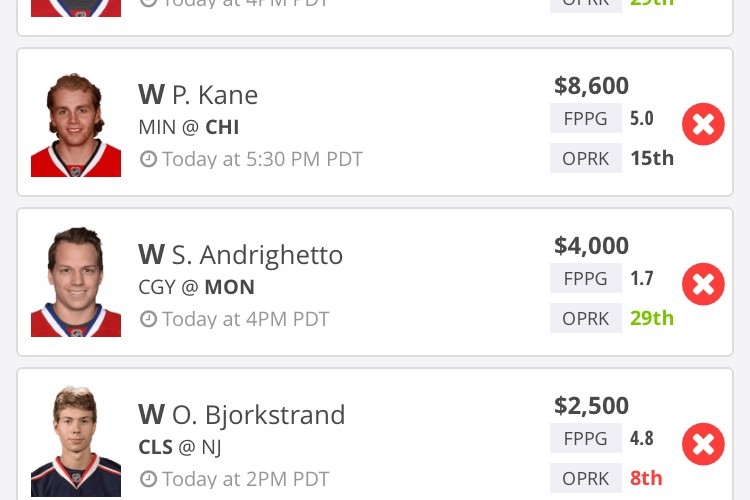 Today at 4PM PDT
OPRK 29th
W P. Kane
$8,600
MIN @ CHI
FPPG 5.0
Today at 5:30 PM PDT
OPRK 15th
W S. Andrighetto
$4,000
CGY @ MON
FPPG 1.7
Today at 4PM PDT
OPRK 29th
W O. Bjorkstrand
$2,500
CLS @ NJ
FPPG 4.8
Today at 2PM PDT
OPRK 8th